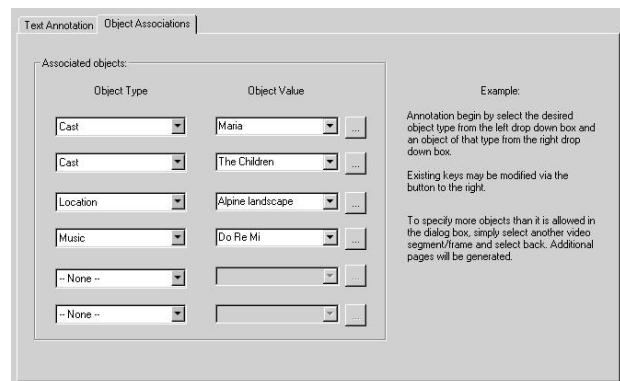 Text Annotation Object Associations
Associated objects:
Object Type Object Value
Cast Maria ...
Cast The Children ...
Location Alpine landscape ...
Music Do Re Mi ...
-- None -- ...
-- None -- ...
Example:
Annotation begin by select the desired
object type from the left drop down box and
an object of that type from the right drop
down box.
Existing keys may be modified via the
button to the right.
To specify more objects than it is allowed in
the dialog box, simply select another video
segment/frame and select back. Additional
pages will be generated.